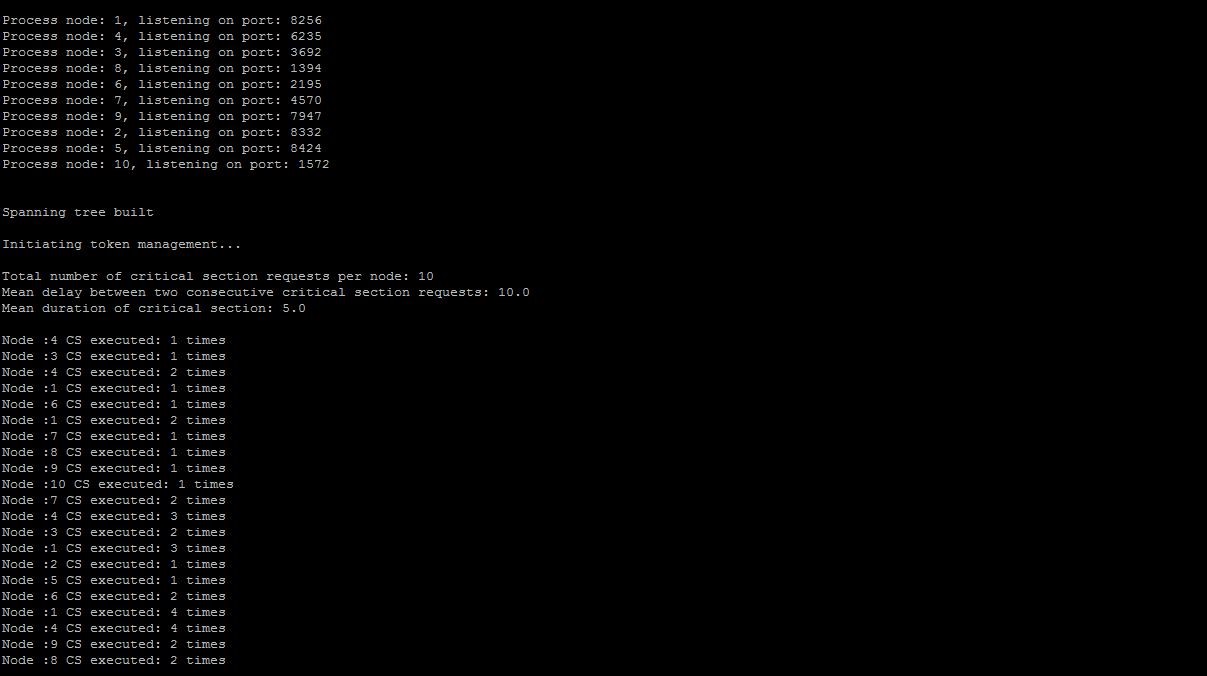 Process node: 1, listening on port: 8256
Process node: 4, listening on port: 6235
Process node: 3, listening on port: 3692
Process node: 8, listening on port: 1394
Process node: 6, listening on port: 2195
Process node: 7, listening on port: 4570
Process node: 9, listening on port: 7947
Process node: 2, listening on port: 8332
Process node: 5, listening on port: 8424
Process node: 10, listening on port: 1572
Spanning tree built
Initiating token management...
Total number of critical section requests per node: 10
Mean delay between two consecutive critical section requests: 10.0
Mean duration of critical section: 5.0
Node :4 CS executed: 1 times
Node :3 CS executed: 1 times
Node :4 CS executed: 2 times
Node :1 CS executed: 1 times
Node :6 CS executed: 1 times
Node :1 CS executed: 2 times
Node :7 CS executed: 1 times
Node :8 CS executed: 1 times
Node :9 CS executed: 1 times
Node :10 CS executed: 1 times
Node :7 CS executed: 2 times
Node :4 CS executed: 3 times
Node :3 CS executed: 2 times
Node :1 CS executed: 3 times
Node :2 CS executed: 1 times
Node :5 CS executed: 1 times
Node :6 CS executed: 2 times
Node :1 CS executed: 4 times
Node :4 CS executed: 4 times
Node :9 CS executed: 2 times
Node :8 CS executed: 2 times